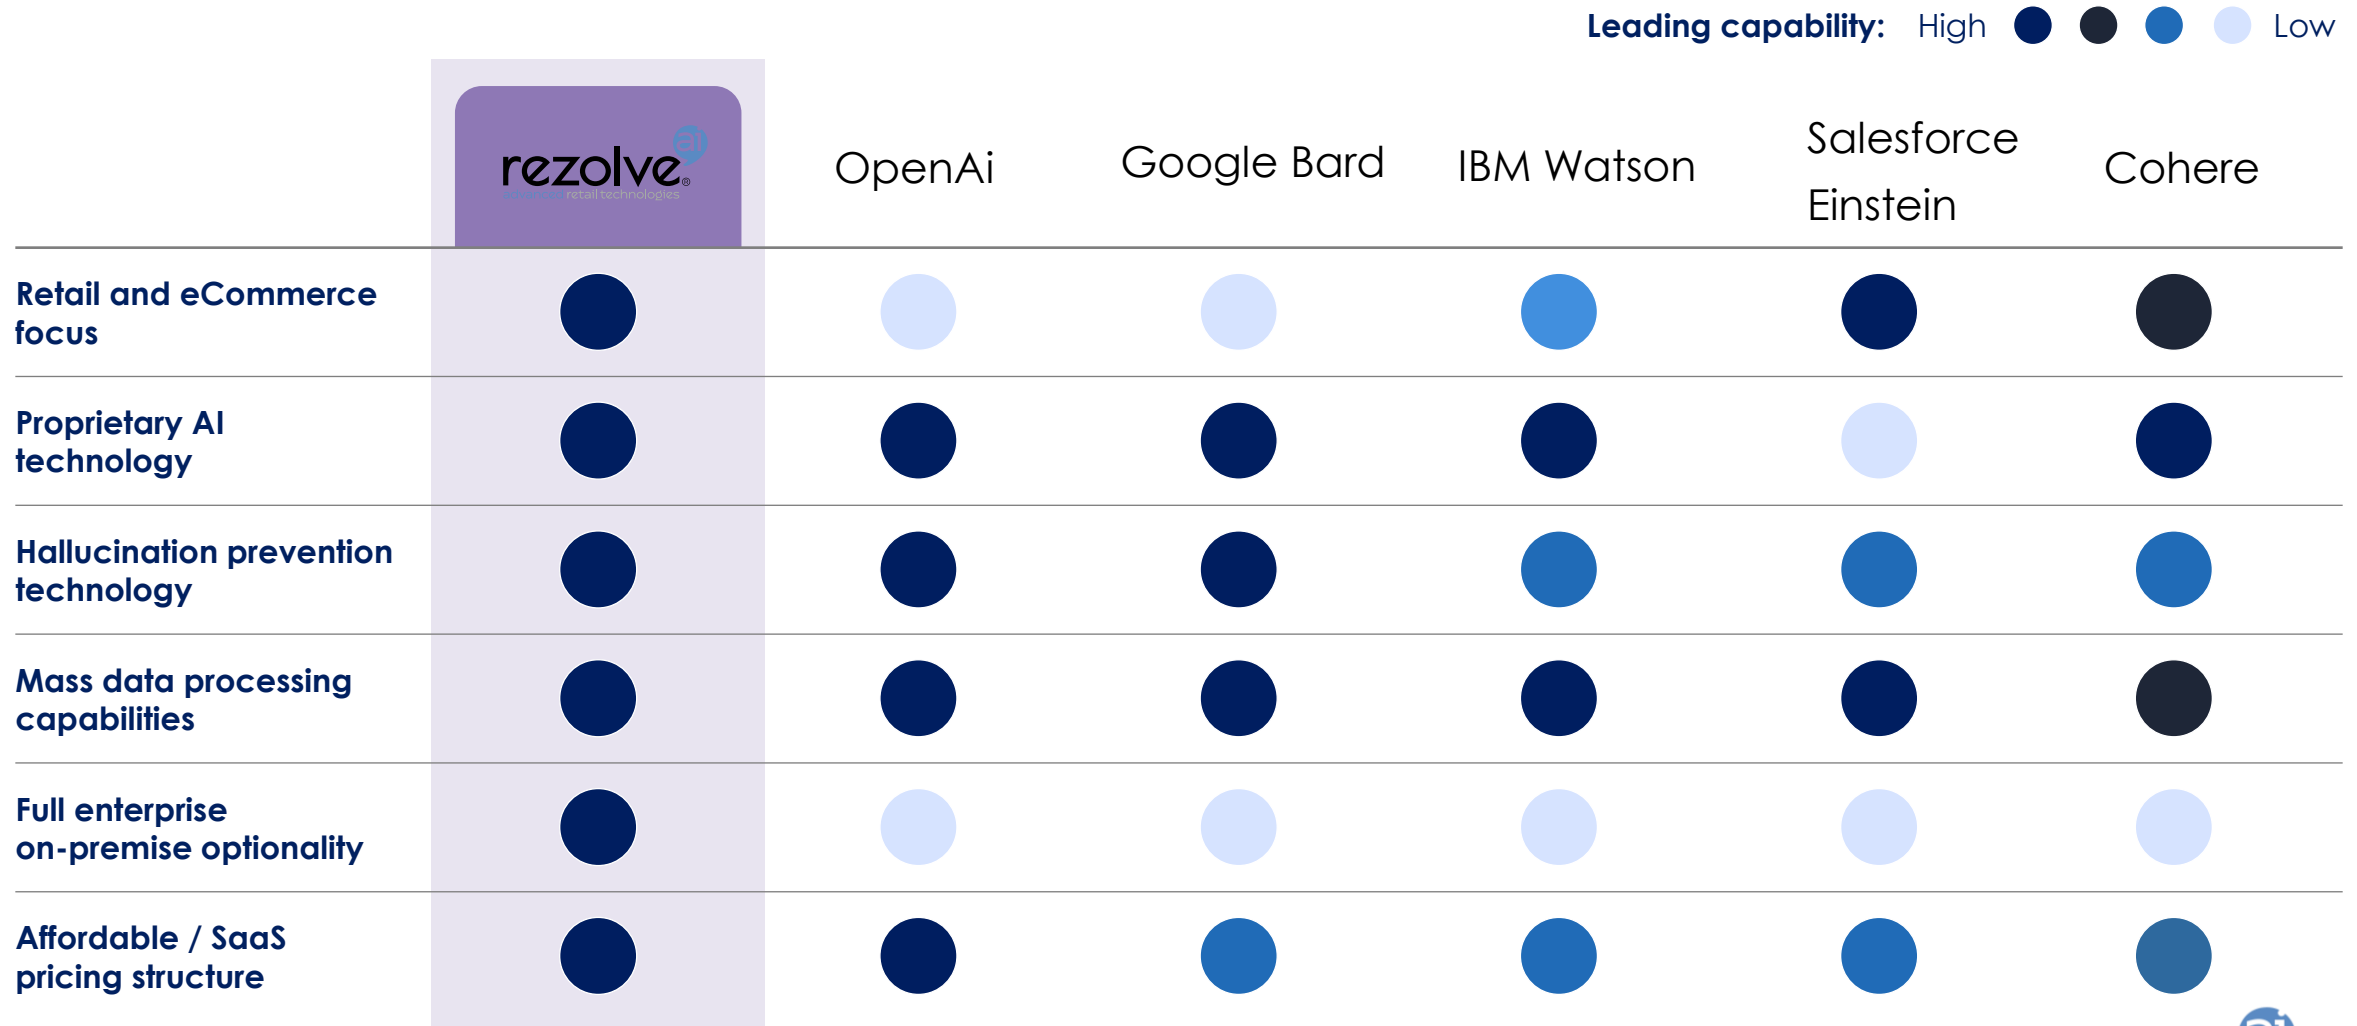 Leading capability: High Low
rezolve ai
retail technologies
OpenAi
Google Bard
IBM Watson
Salesforce
Einstein
Cohere
Retail and eCommerce
focus
Proprietary AI
technology
Hallucination prevention
technology
Mass data processing
capabilities
Full enterprise
on-premise optionality
Affordable / SaaS
pricing structure